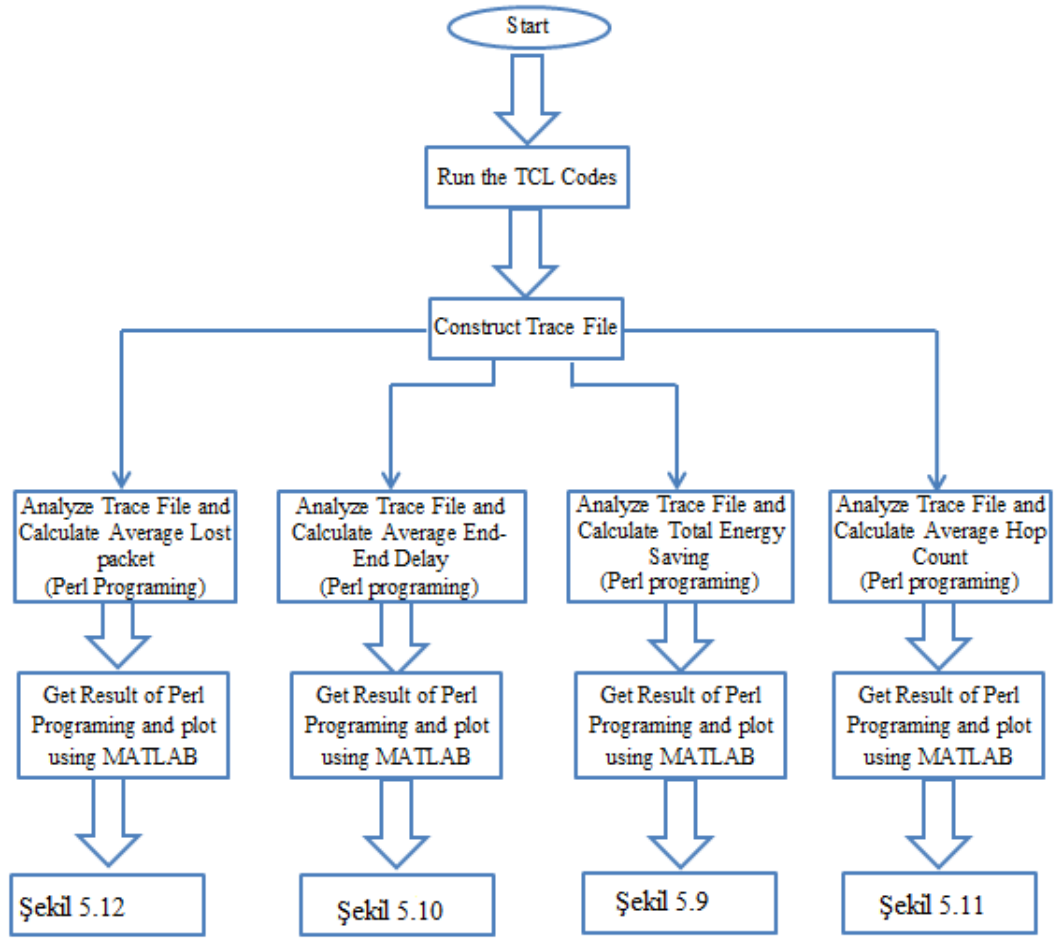 Start
Run the TCL Codes
Construct Trace File
Analyze Trace File and
Calculate Average Lost
packet
(Perl Programing)
Analyze Trace File and
Calculate Average End-
End Delay
(Perl programing)
Analyze Trace File and
Calculate Total Energy
Saving
(Perl programing)
Analyze Trace File and
Calculate Average Hop
Count
(Perl programing)
Get Result of Perl
Programing and plot
using MATLAB
Get Result of Perl
Programing and plot
using MATLAB
Get Result of Perl
Programing and plot
using MATLAB
Get Result of Perl
Programing and plot
using MATLAB
Şekil 5.12
Şekil 5.10
Şekil 5.9
Şekil 5.11